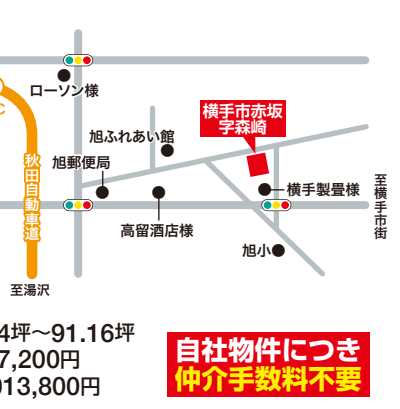 C
ローソン様
横手市赤坂
字森崎
旭ふれあい館
旭郵便局
秋田自動車道
横手製畳様
至横手市街
高留酒店様
旭小
至湯沢
4坪～91.16坪
7,200円
913,800円
自社物件につき
仲介手数料不要